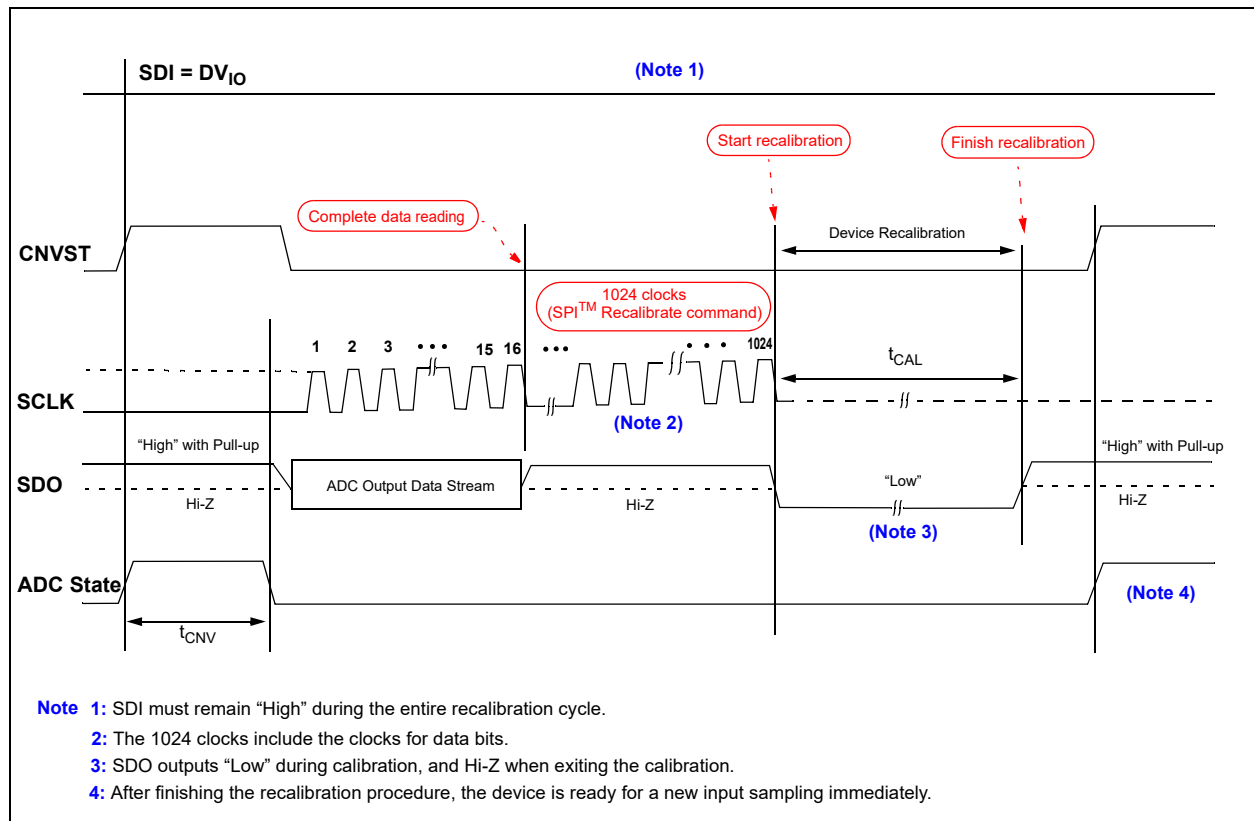 SDI = DVIO
(Note 1)
Start recalibration
Finish recalibration
Complete data reading
Device Recalibration
CNVST
1024 clocks
(SPI™ Recalibrate command)
1 2 3 • • • 15 16 • • • • • • 1024
tCAL
SCLK
(Note 2)
“High” with Pull-up
“High” with Pull-up
SDO
ADC Output Data Stream
“Low”
Hi-Z
Hi-Z
Hi-Z
(Note 3)
ADC State
(Note 4)
tCNV
Note 1: SDI must remain “High” during the entire recalibration cycle.
2: The 1024 clocks include the clocks for data bits.
3: SDO outputs “Low” during calibration, and Hi-Z when exiting the calibration.
4: After finishing the recalibration procedure, the device is ready for a new input sampling immediately.